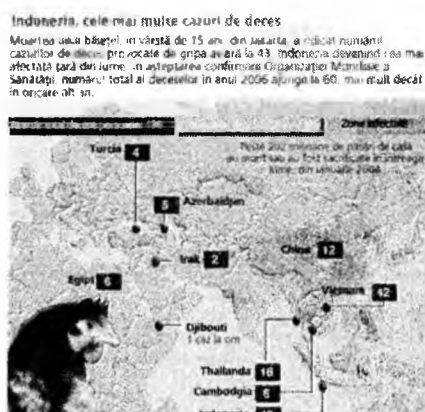 Indonezia, cele mai multe cazuri de deces
Moartea unui băiețel, în vârstă de 15 ani, din Jakarta, a ridicat numărul
cazurilor de deces provocate de gripa aviară la 43, Indonezia devenind cea mai
afectată țară din lume. În așteptarea confirmării Organizației Mondiale a
Sănătății, numărul total al deceselor în anul 2006 ajunge la 60, mai mult decât
în oricare alt an.
Zone infectate
Peste 202 milioane de păsări de
au murit sau au fost sacrificate în întreaga
lume, din ianuarie
Turcia 4
Azerbaidjan 5
Irak 2
China 12
Egipt 6
Vietnam 42
Djibouti
1 caz la om
Thailanda 16
Cambodgia 6